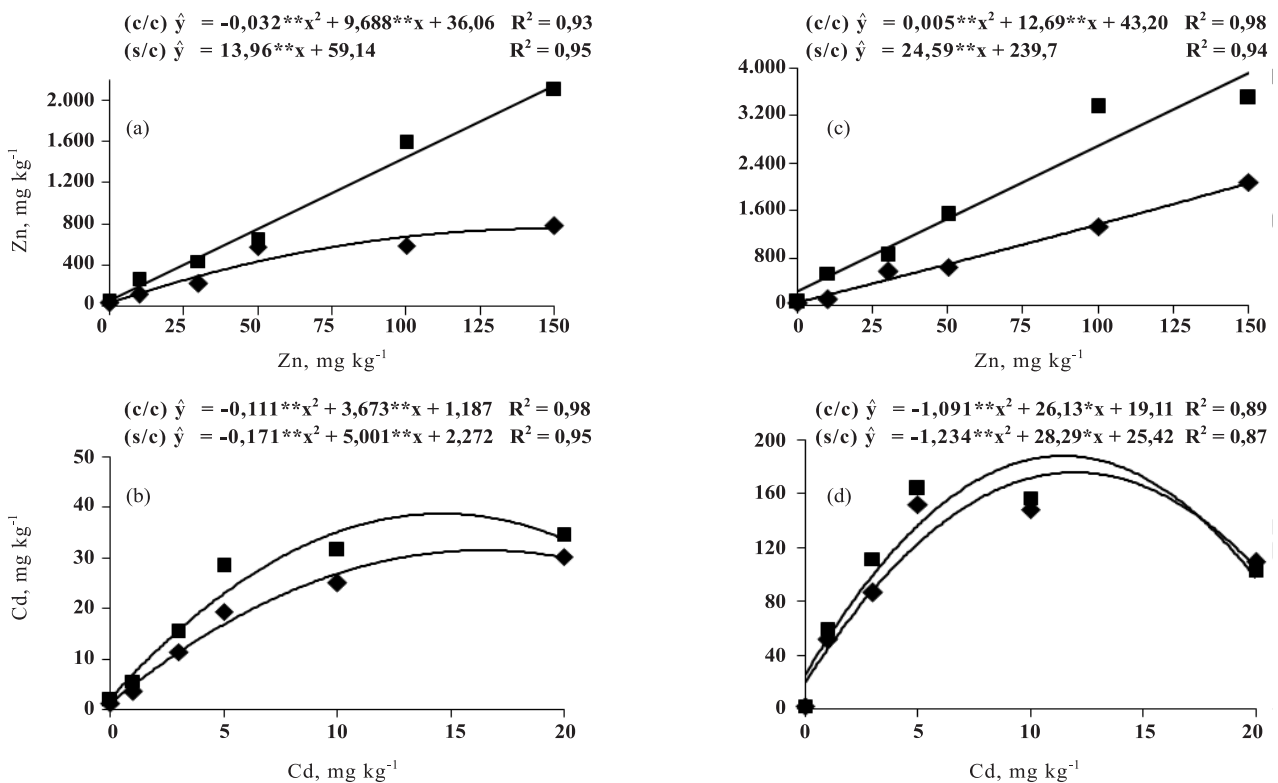 (c/c) ŷ = -0,032**x² + 9,688**x + 36,06 R² = 0,93
(s/c) ŷ = 13,96**x + 59,14 R² = 0,95
2.000
1.600
1.200
800
400
0
(a)
Zn, mg kg⁻¹
0 25 50 75 100 125 150
Zn, mg kg⁻¹
(c/c) ŷ = 0,005**x² + 12,69**x + 43,20 R² = 0,98
(s/c) ŷ = 24,59**x + 239,7 R² = 0,94
4.000
3.200
2.400
1.600
800
0
(c)
0 25 50 75 100 125 150
Zn, mg kg⁻¹
(c/c) ŷ = -0,111**x² + 3,673**x + 1,187 R² = 0,98
(s/c) ŷ = -0,171**x² + 5,001**x + 2,272 R² = 0,95
50
40
30
20
10
0
(b)
Cd, mg kg⁻¹
0 5 10 15 20
Cd, mg kg⁻¹
(c/c) ŷ = -1,091**x² + 26,13*x + 19,11 R² = 0,89
(s/c) ŷ = -1,234**x² + 28,29*x + 25,42 R² = 0,87
200
160
120
80
40
0
(d)
0 5 10 15 20
Cd, mg kg⁻¹